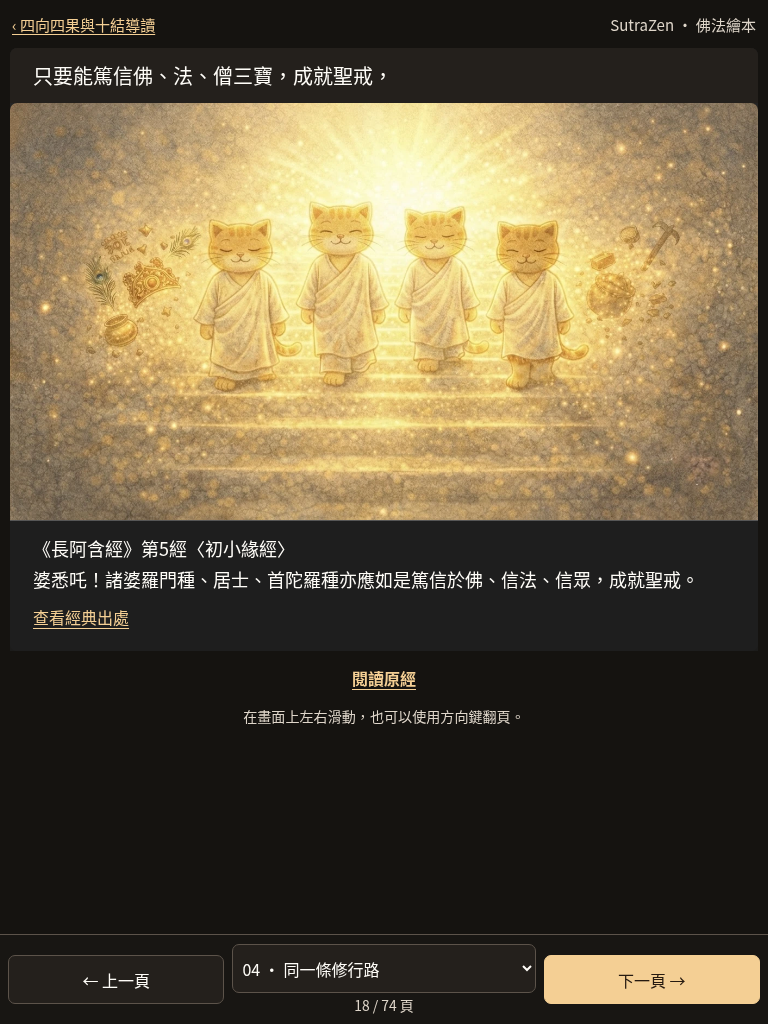 ‹ 四向四果與十結導讀
SutraZen · 佛法繪本
只要能篤信佛、法、僧三寶，成就聖戒，
《長阿含經》第5經〈初小緣經〉
婆悉吒！諸婆羅門種、居士、首陀羅種亦應如是篤信於佛、信法、信眾，成就聖戒。
查看經典出處
閱讀原經
在畫面上左右滑動，也可以使用方向鍵翻頁。
← 上一頁
04 · 同一條修行路
下一頁 →
18 / 74 頁